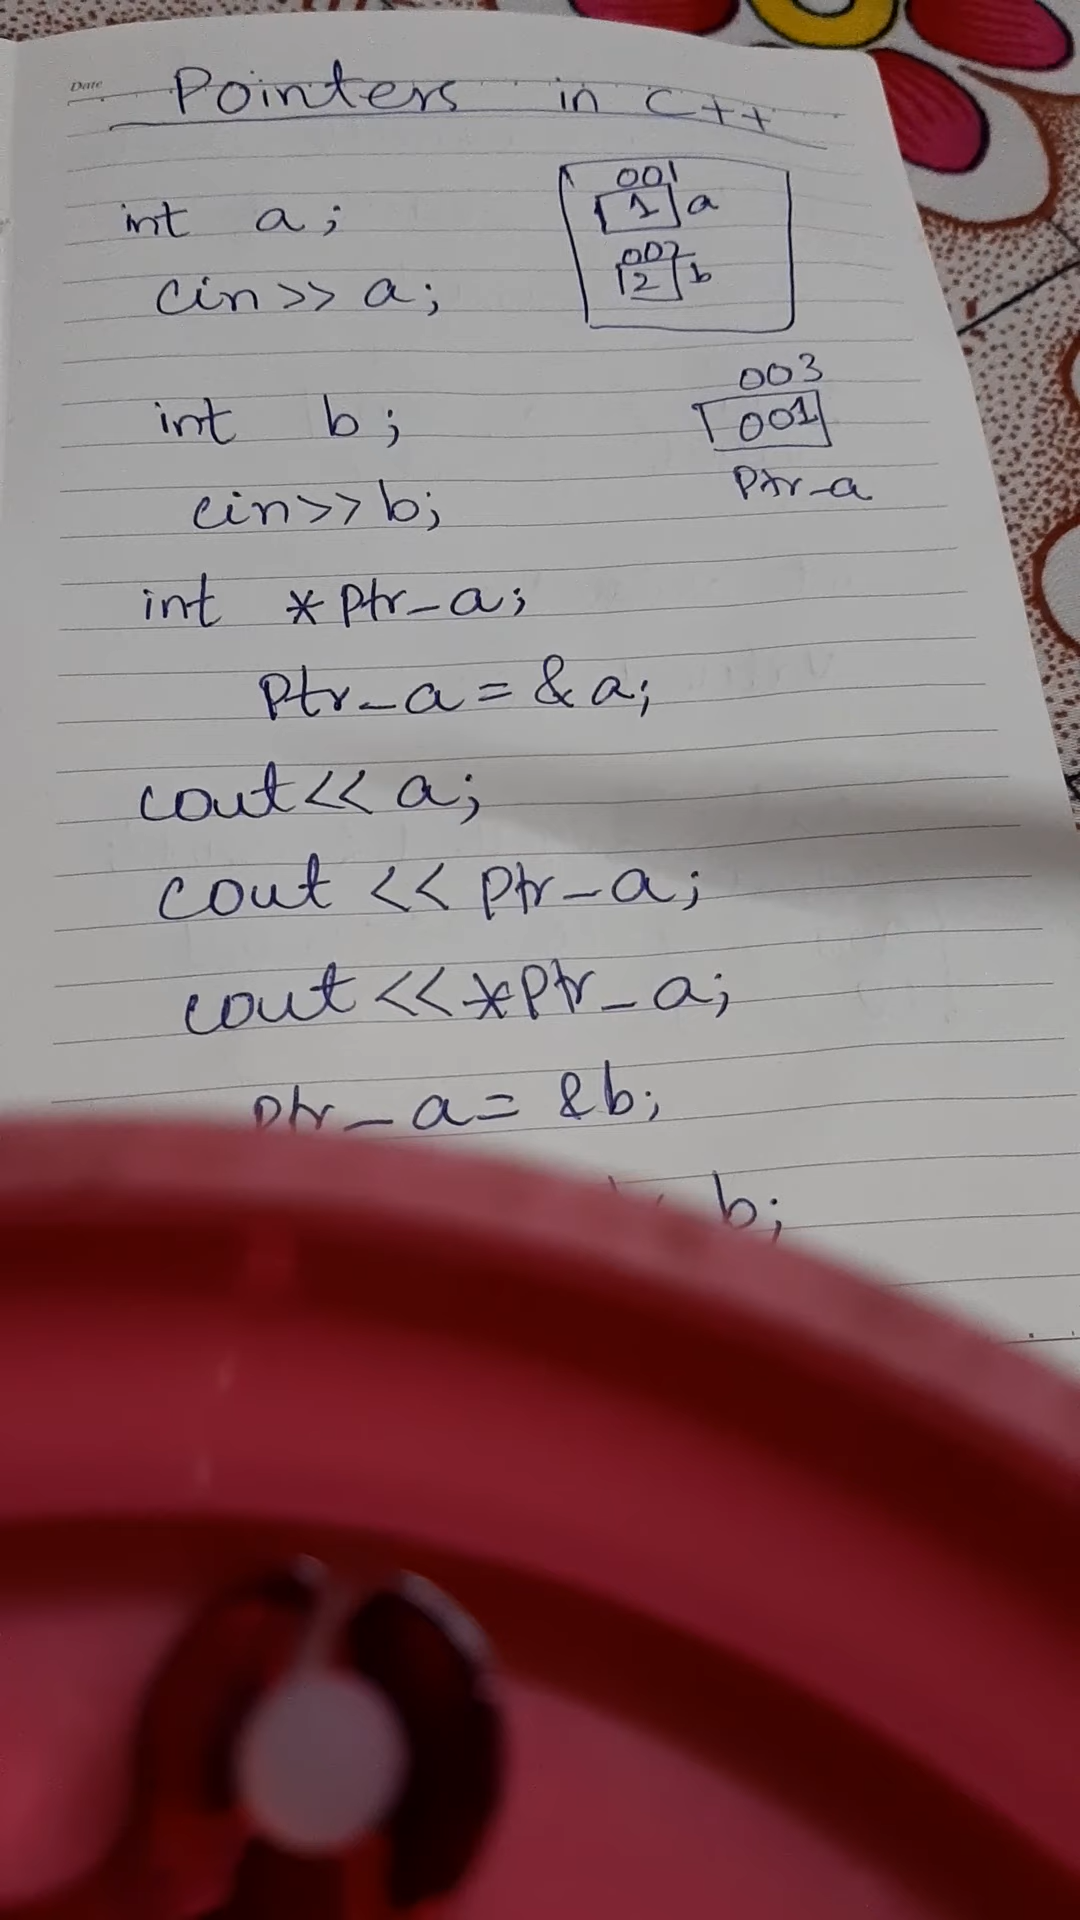 Date
Pointers in C++
int a;
cin>> a;
001
1 a
002
2 b
int b;
cin>> b;
003
001
Ptr_a
int *ptr_a;
Ptr_a = &a;
cout<< a;
cout << ptr_a;
cout <<*Ptr_a;
ptr_a= &b;
b;